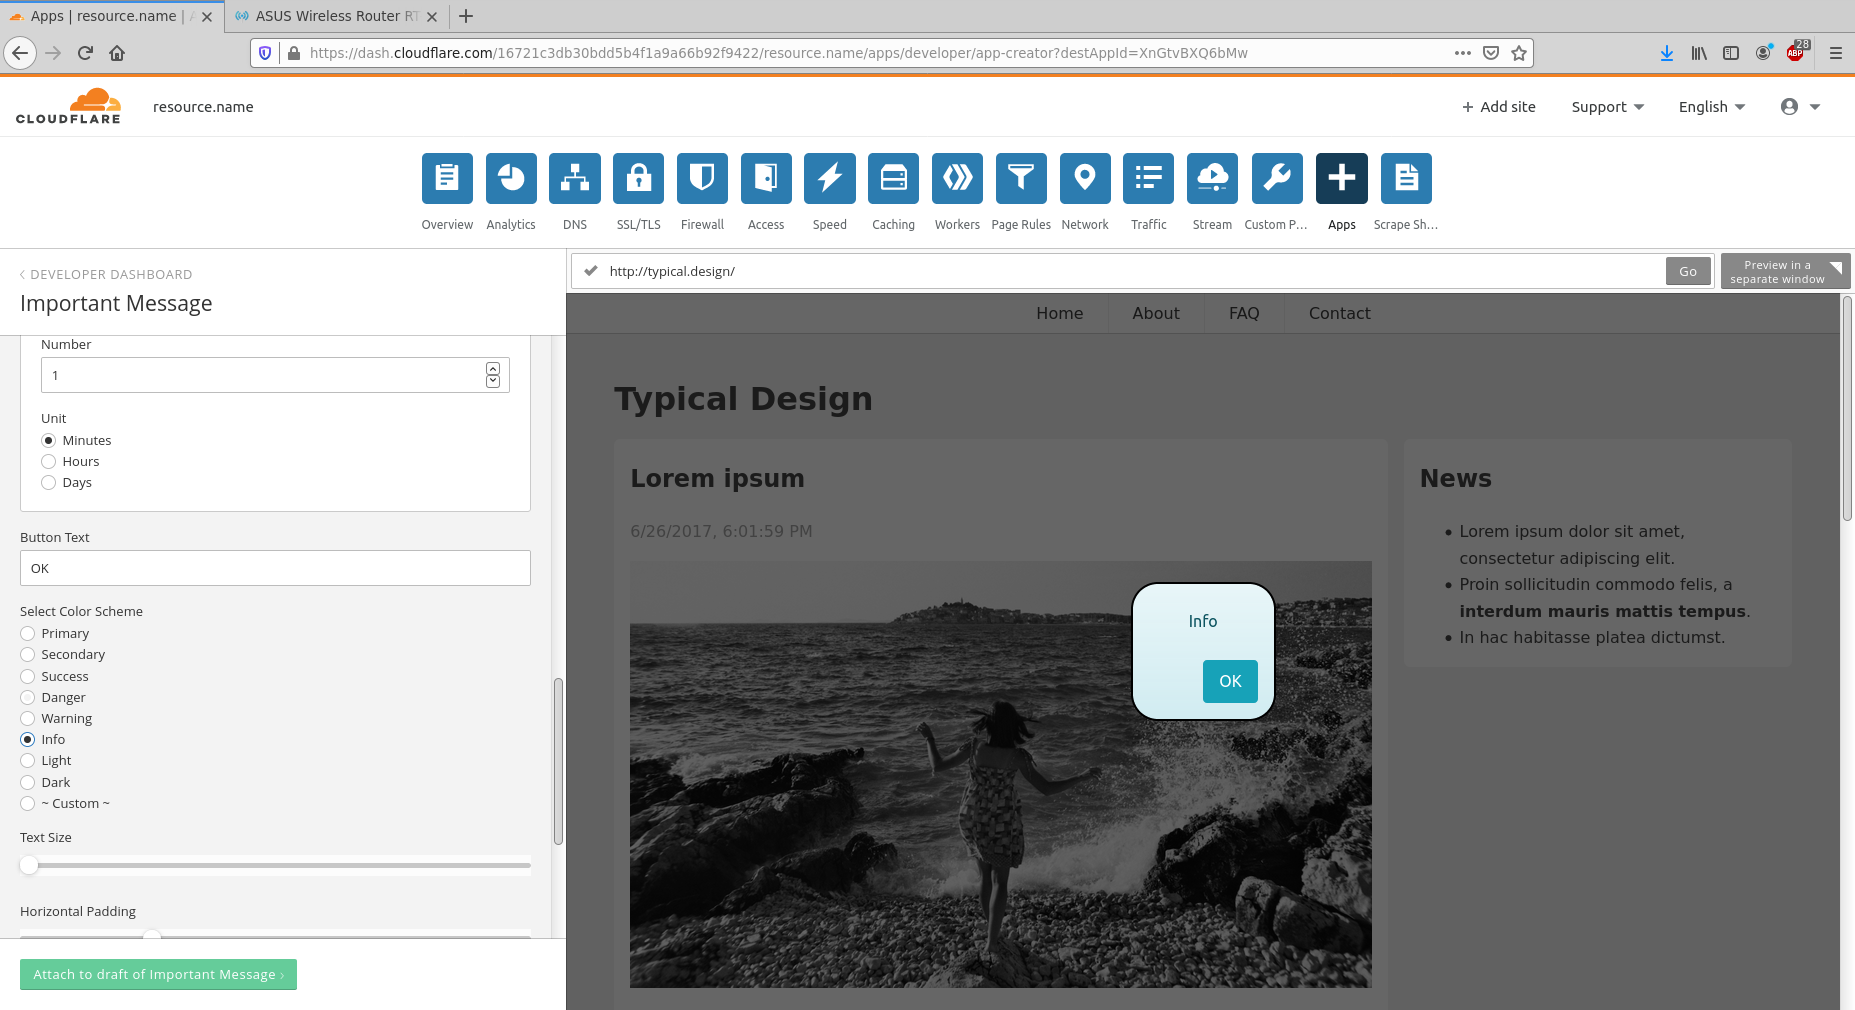 Apps | resource.name |
ASUS Wireless Router RT
https://dash.cloudflare.com/16721c3db30bdd5b4f1a9a66b92f9422/resource.name/apps/developer/app-creator?destAppId=XnGtvBXQ6bMw
28
ABP
CLOUDFLARE
resource.name
+ Add site
Support
English
Overview
Analytics
DNS
SSL/TLS
Firewall
Access
Speed
Caching
Workers
Page Rules
Network
Traffic
Stream
Custom P...
Apps
Scrape Sh...
‹ DEVELOPER DASHBOARD
Important Message
Number
1
Unit
Minutes
Hours
Days
Button Text
OK
Select Color Scheme
Primary
Secondary
Success
Danger
Warning
Info
Light
Dark
~ Custom ~
Text Size
Horizontal Padding
Attach to draft of Important Message ›
http://typical.design/
Go
Preview in a
separate window
Home
About
FAQ
Contact
Typical Design
Lorem ipsum
6/26/2017, 6:01:59 PM
Info
OK
News
• Lorem ipsum dolor sit amet,
consectetur adipiscing elit.
• Proin sollicitudin commodo felis, a
interdum mauris mattis tempus.
• In hac habitasse platea dictumst.